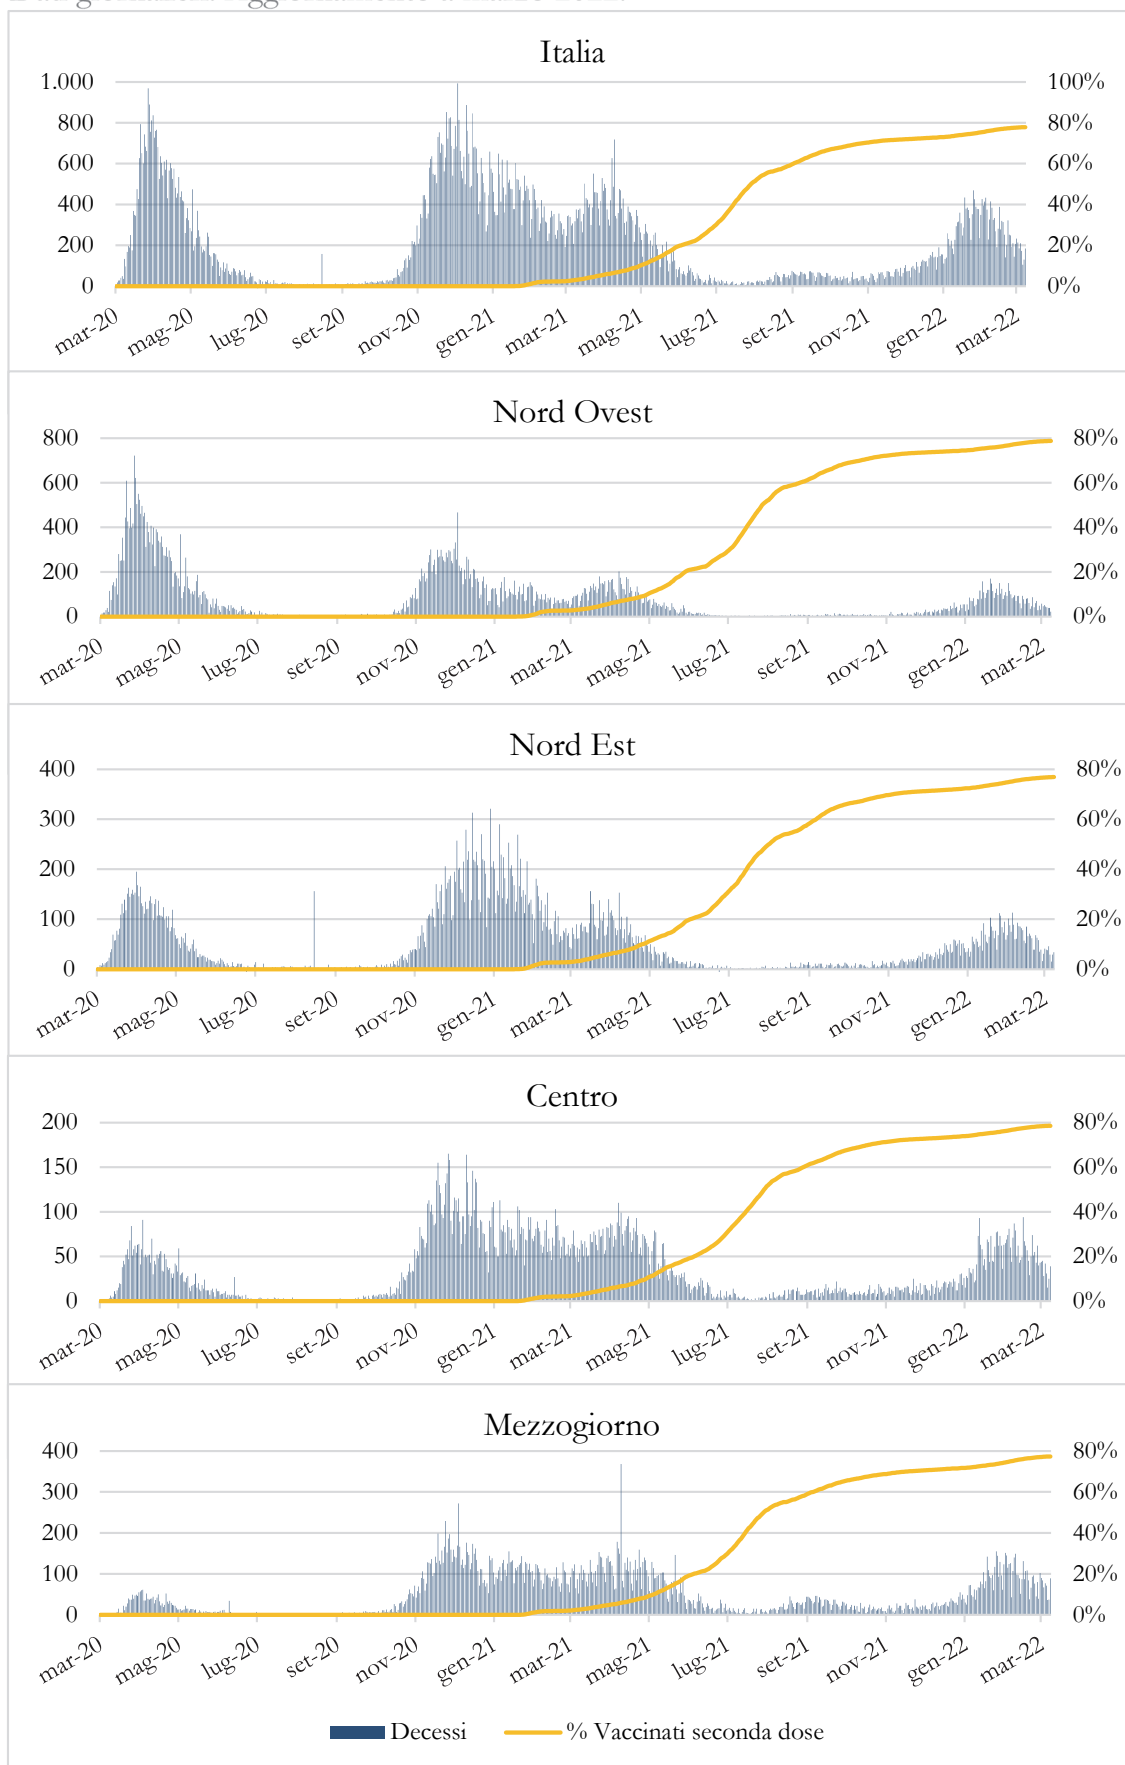 Italia
1.000
800
600
400
200
0
100%
80%
60%
40%
20%
0%
mar-20
mag-20
lug-20
set-20
nov-20
gen-21
mar-21
mag-21
lug-21
set-21
nov-21
gen-22
mar-22
Nord Ovest
800
600
400
200
0
80%
60%
40%
20%
0%
mar-20
mag-20
lug-20
set-20
nov-20
gen-21
mar-21
mag-21
lug-21
set-21
nov-21
gen-22
mar-22
Nord Est
400
300
200
100
0
80%
60%
40%
20%
0%
mar-20
mag-20
lug-20
set-20
nov-20
gen-21
mar-21
mag-21
lug-21
set-21
nov-21
gen-22
mar-22
Centro
200
150
100
50
0
80%
60%
40%
20%
0%
mar-20
mag-20
lug-20
set-20
nov-20
gen-21
mar-21
mag-21
lug-21
set-21
nov-21
gen-22
mar-22
Mezzogiorno
400
300
200
100
0
80%
60%
40%
20%
0%
mar-20
mag-20
lug-20
set-20
nov-20
gen-21
mar-21
mag-21
lug-21
set-21
nov-21
gen-22
mar-22
Decessi
% Vaccinati seconda dose